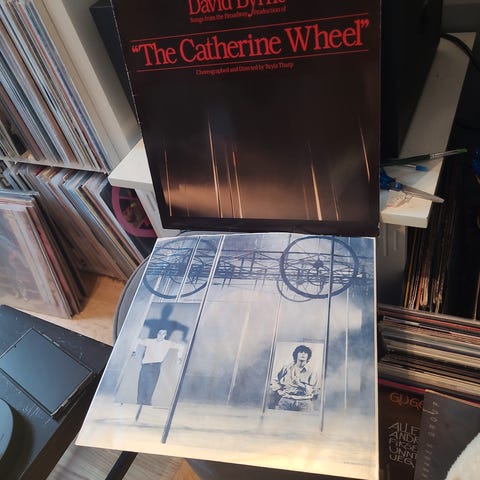 David Byrne
Songs from the Broadway Production of
"The Catherine Wheel"
Choreographed and Directed by Twyla Tharp